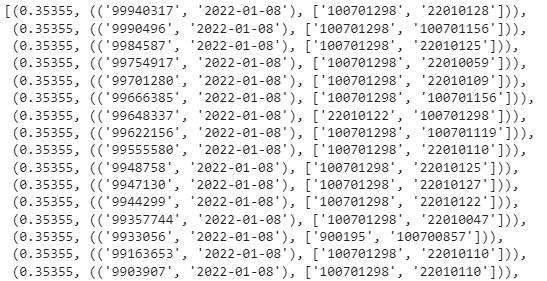 [(0.35355, (('99940317', '2022-01-08'), ['100701298', '22010128'])),
(0.35355, (('9990496', '2022-01-08'), ['100701298', '100701156'])),
(0.35355, (('9984587', '2022-01-08'), ['100701298', '22010125'])),
(0.35355, (('99754917', '2022-01-08'), ['100701298', '22010059'])),
(0.35355, (('99701280', '2022-01-08'), ['100701298', '22010109'])),
(0.35355, (('99666385', '2022-01-08'), ['100701298', '100701156'])),
(0.35355, (('99648337', '2022-01-08'), ['22010122', '100701298'])),
(0.35355, (('99622156', '2022-01-08'), ['100701298', '100701119'])),
(0.35355, (('99555580', '2022-01-08'), ['100701298', '22010110'])),
(0.35355, (('9948758', '2022-01-08'), ['100701298', '22010125'])),
(0.35355, (('9947130', '2022-01-08'), ['100701298', '22010127'])),
(0.35355, (('9944299', '2022-01-08'), ['100701298', '22010122'])),
(0.35355, (('99357744', '2022-01-08'), ['100701298', '22010047'])),
(0.35355, (('9933056', '2022-01-08'), ['900195', '100700857'])),
(0.35355, (('99163653', '2022-01-08'), ['100701298', '22010110'])),
(0.35355, (('9903907', '2022-01-08'), ['100701298', '22010110'])),